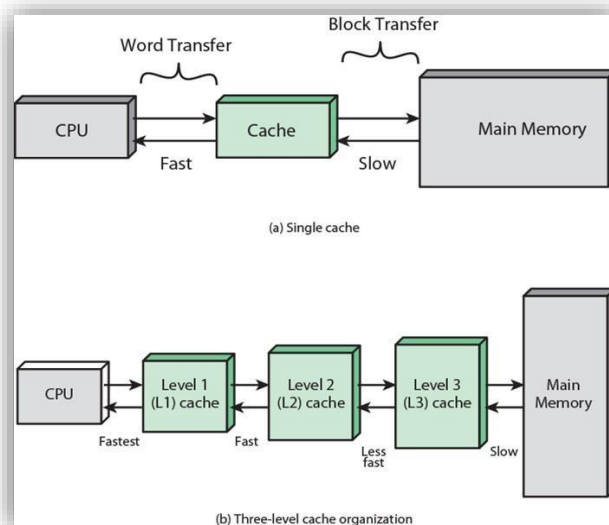 Word Transfer
Block Transfer
CPU
Cache
Main Memory
Fast
Slow
(a) Single cache
CPU
Level 1
(L1) cache
Level 2
(L2) cache
Level 3
(L3) cache
Main
Memory
Fastest
Fast
Less
fast
Slow
(b) Three-level cache organization